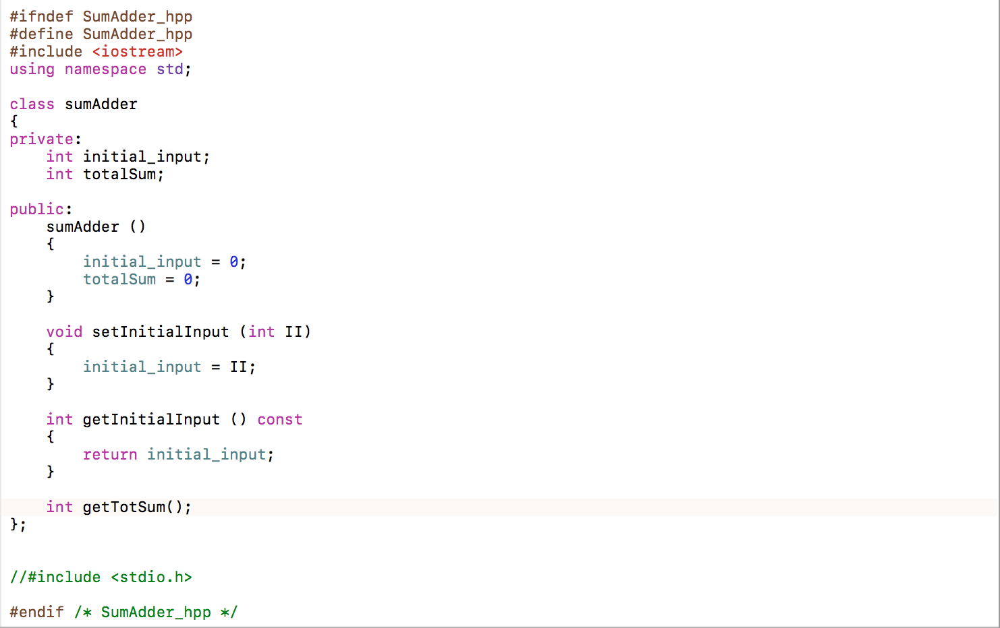 #ifndef SumAdder_hpp
#define SumAdder_hpp
#include <iostream>
using namespace std;

class sumAdder
{
private:
    int initial_input;
    int totalSum;

public:
    sumAdder ()
    {
        initial_input = 0;
        totalSum = 0;
    }

    void setInitialInput (int II)
    {
        initial_input = II;
    }

    int getInitialInput () const
    {
        return initial_input;
    }

    int getTotSum();
};


//#include <stdio.h>

#endif /* SumAdder_hpp */